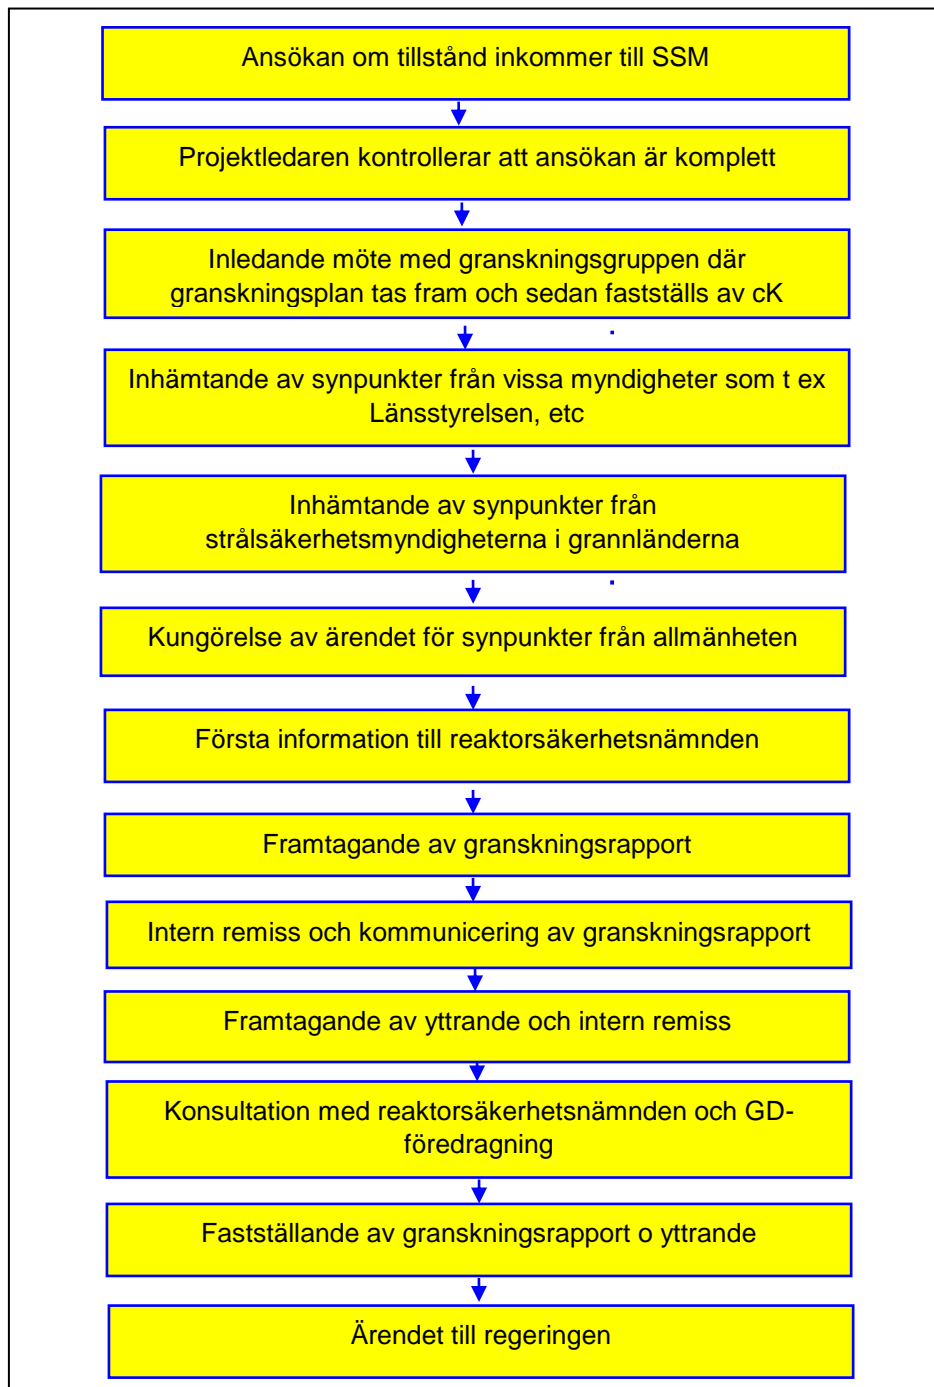 Ansökan om tillstånd inkommer till SSM
Projektledaren kontrollerar att ansökan är komplett
Inledande möte med granskningsgruppen där
granskningsplan tas fram och sedan fastställs av cK
Inhämtande av synpunkter från vissa myndigheter som t ex
Länsstyrelsen, etc
Inhämtande av synpunkter från
strålsäkerhetsmyndigheterna i grannländerna
Kungörelse av ärendet för synpunkter från allmänheten
Första information till reaktorsäkerhetsnämnden
Framtagande av granskningsrapport
Intern remiss och kommunicering av granskningsrapport
Framtagande av yttrande och intern remiss
Konsultation med reaktorsäkerhetsnämnden och GD-
föredragning
Fastställande av granskningsrapport o yttrande
Ärendet till regeringen